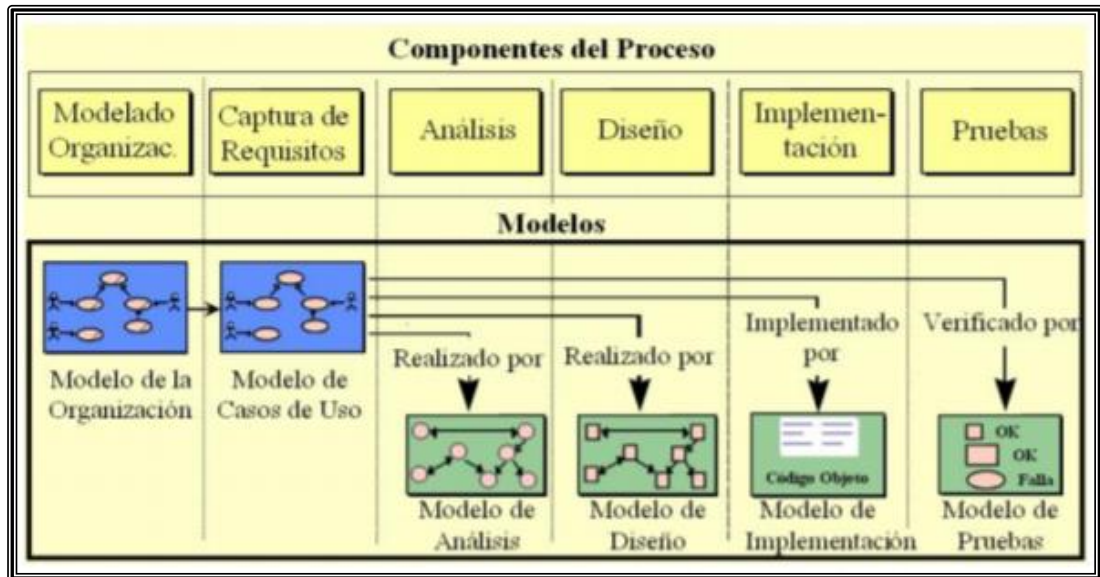 Componentes del Proceso
Modelado
Organizac.
Captura de
Requisitos
Análisis
Diseño
Implemen-
tación
Pruebas
Modelos
Modelo de la
Organización
Modelo de
Casos de Uso
Realizado por
Realizado por
Implementado
por
Verificado por
Código Objeto
OK
OK
Falla
Modelo de
Análisis
Modelo de
Diseño
Modelo de
Implementación
Modelo de
Pruebas